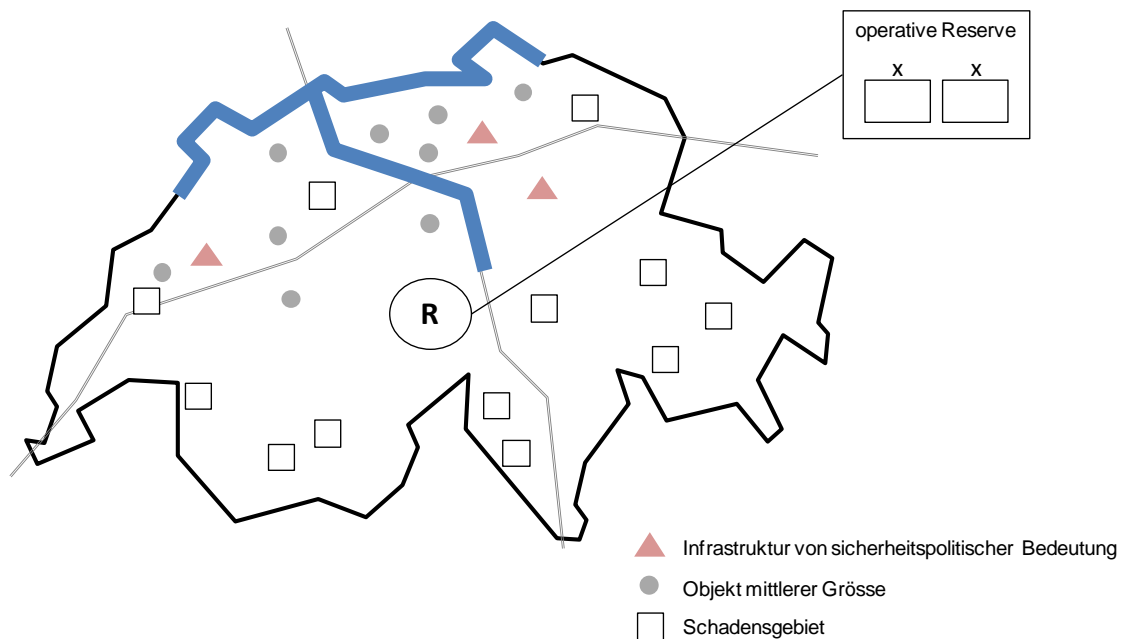 operative Reserve
x x
R
Infrastruktur von sicherheitspolitischer Bedeutung
Objekt mittlerer Grösse
Schadensgebiet